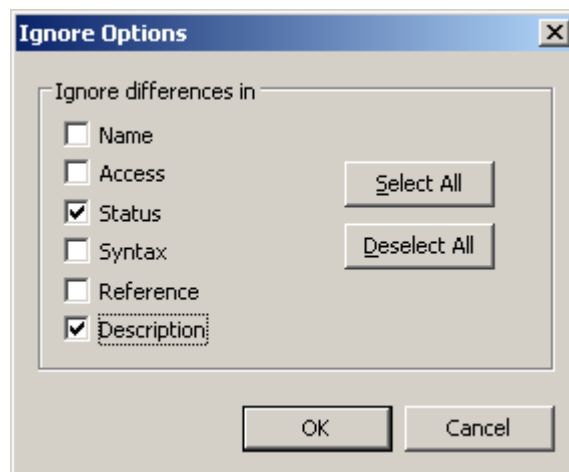 Ignore Options
Ignore differences in
Name
Access
Select All
Status
Deselect All
Syntax
Reference
Description
OK Cancel